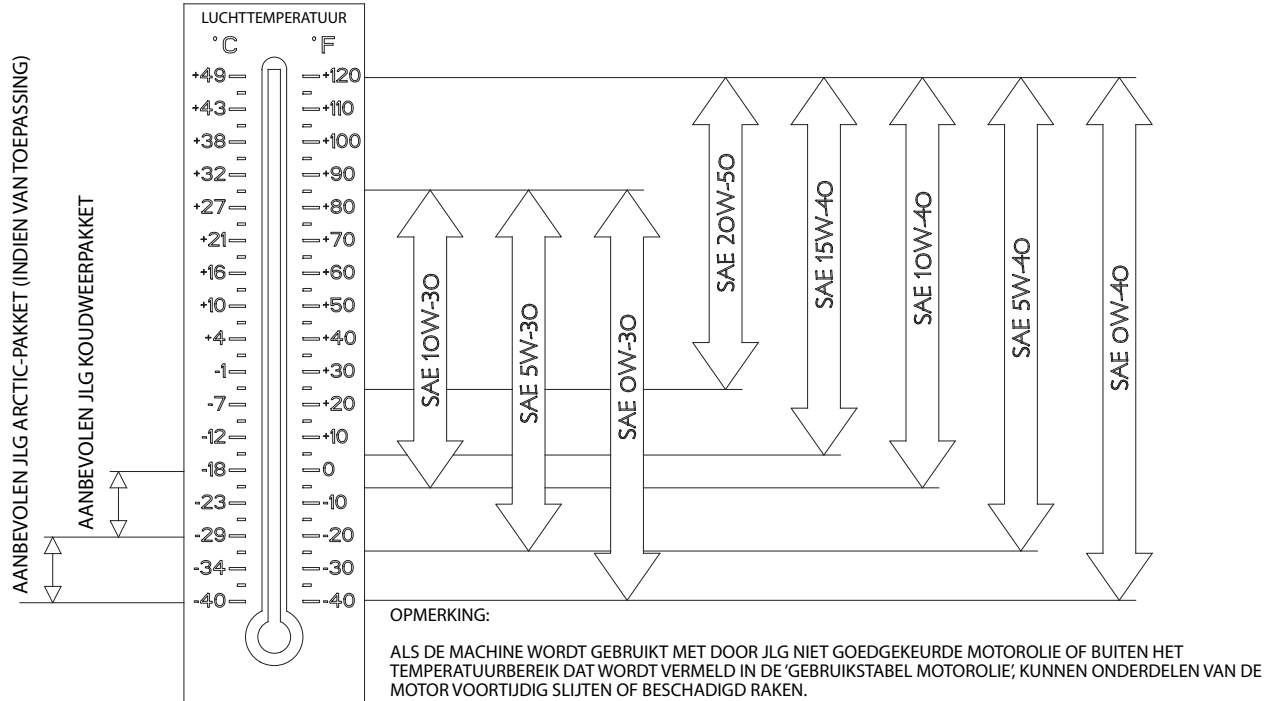 LUCHTTEMPERATUUR
°C °F
+49 +120
+43 +110
+38 +100
+32 +90
+27 +80
+21 +70
+16 +60
+10 +50
+4 +40
-1 +30
-7 +20
-12 +10
-18 0
-23 -10
-29 -20
-34 -30
-40 -40
AANBEVOLEN JLG ARCTIC-PAKKET (INDIEN VAN TOEPASSING)
AANBEVOLEN JLG KOUDWEERPAKKET
SAE 10W-30
SAE 5W-30
SAE 0W-30
SAE 20W-50
SAE 15W-40
SAE 10W-40
SAE 5W-40
SAE 0W-40
OPMERKING:
ALS DE MACHINE WORDT GEBRUIKT MET DOOR JLG NIET GOEDGEKEURDE MOTOROLIE OF BUITEN HET
TEMPERATUURBEREIK DAT WORDT VERMELD IN DE ‘GEBRUIKSTABEL MOTOROLIE’, KUNNEN ONDERDELEN VAN DE
MOTOR VOORTIJDIG SLIJTEN OF BESCHADIGD RAKEN.